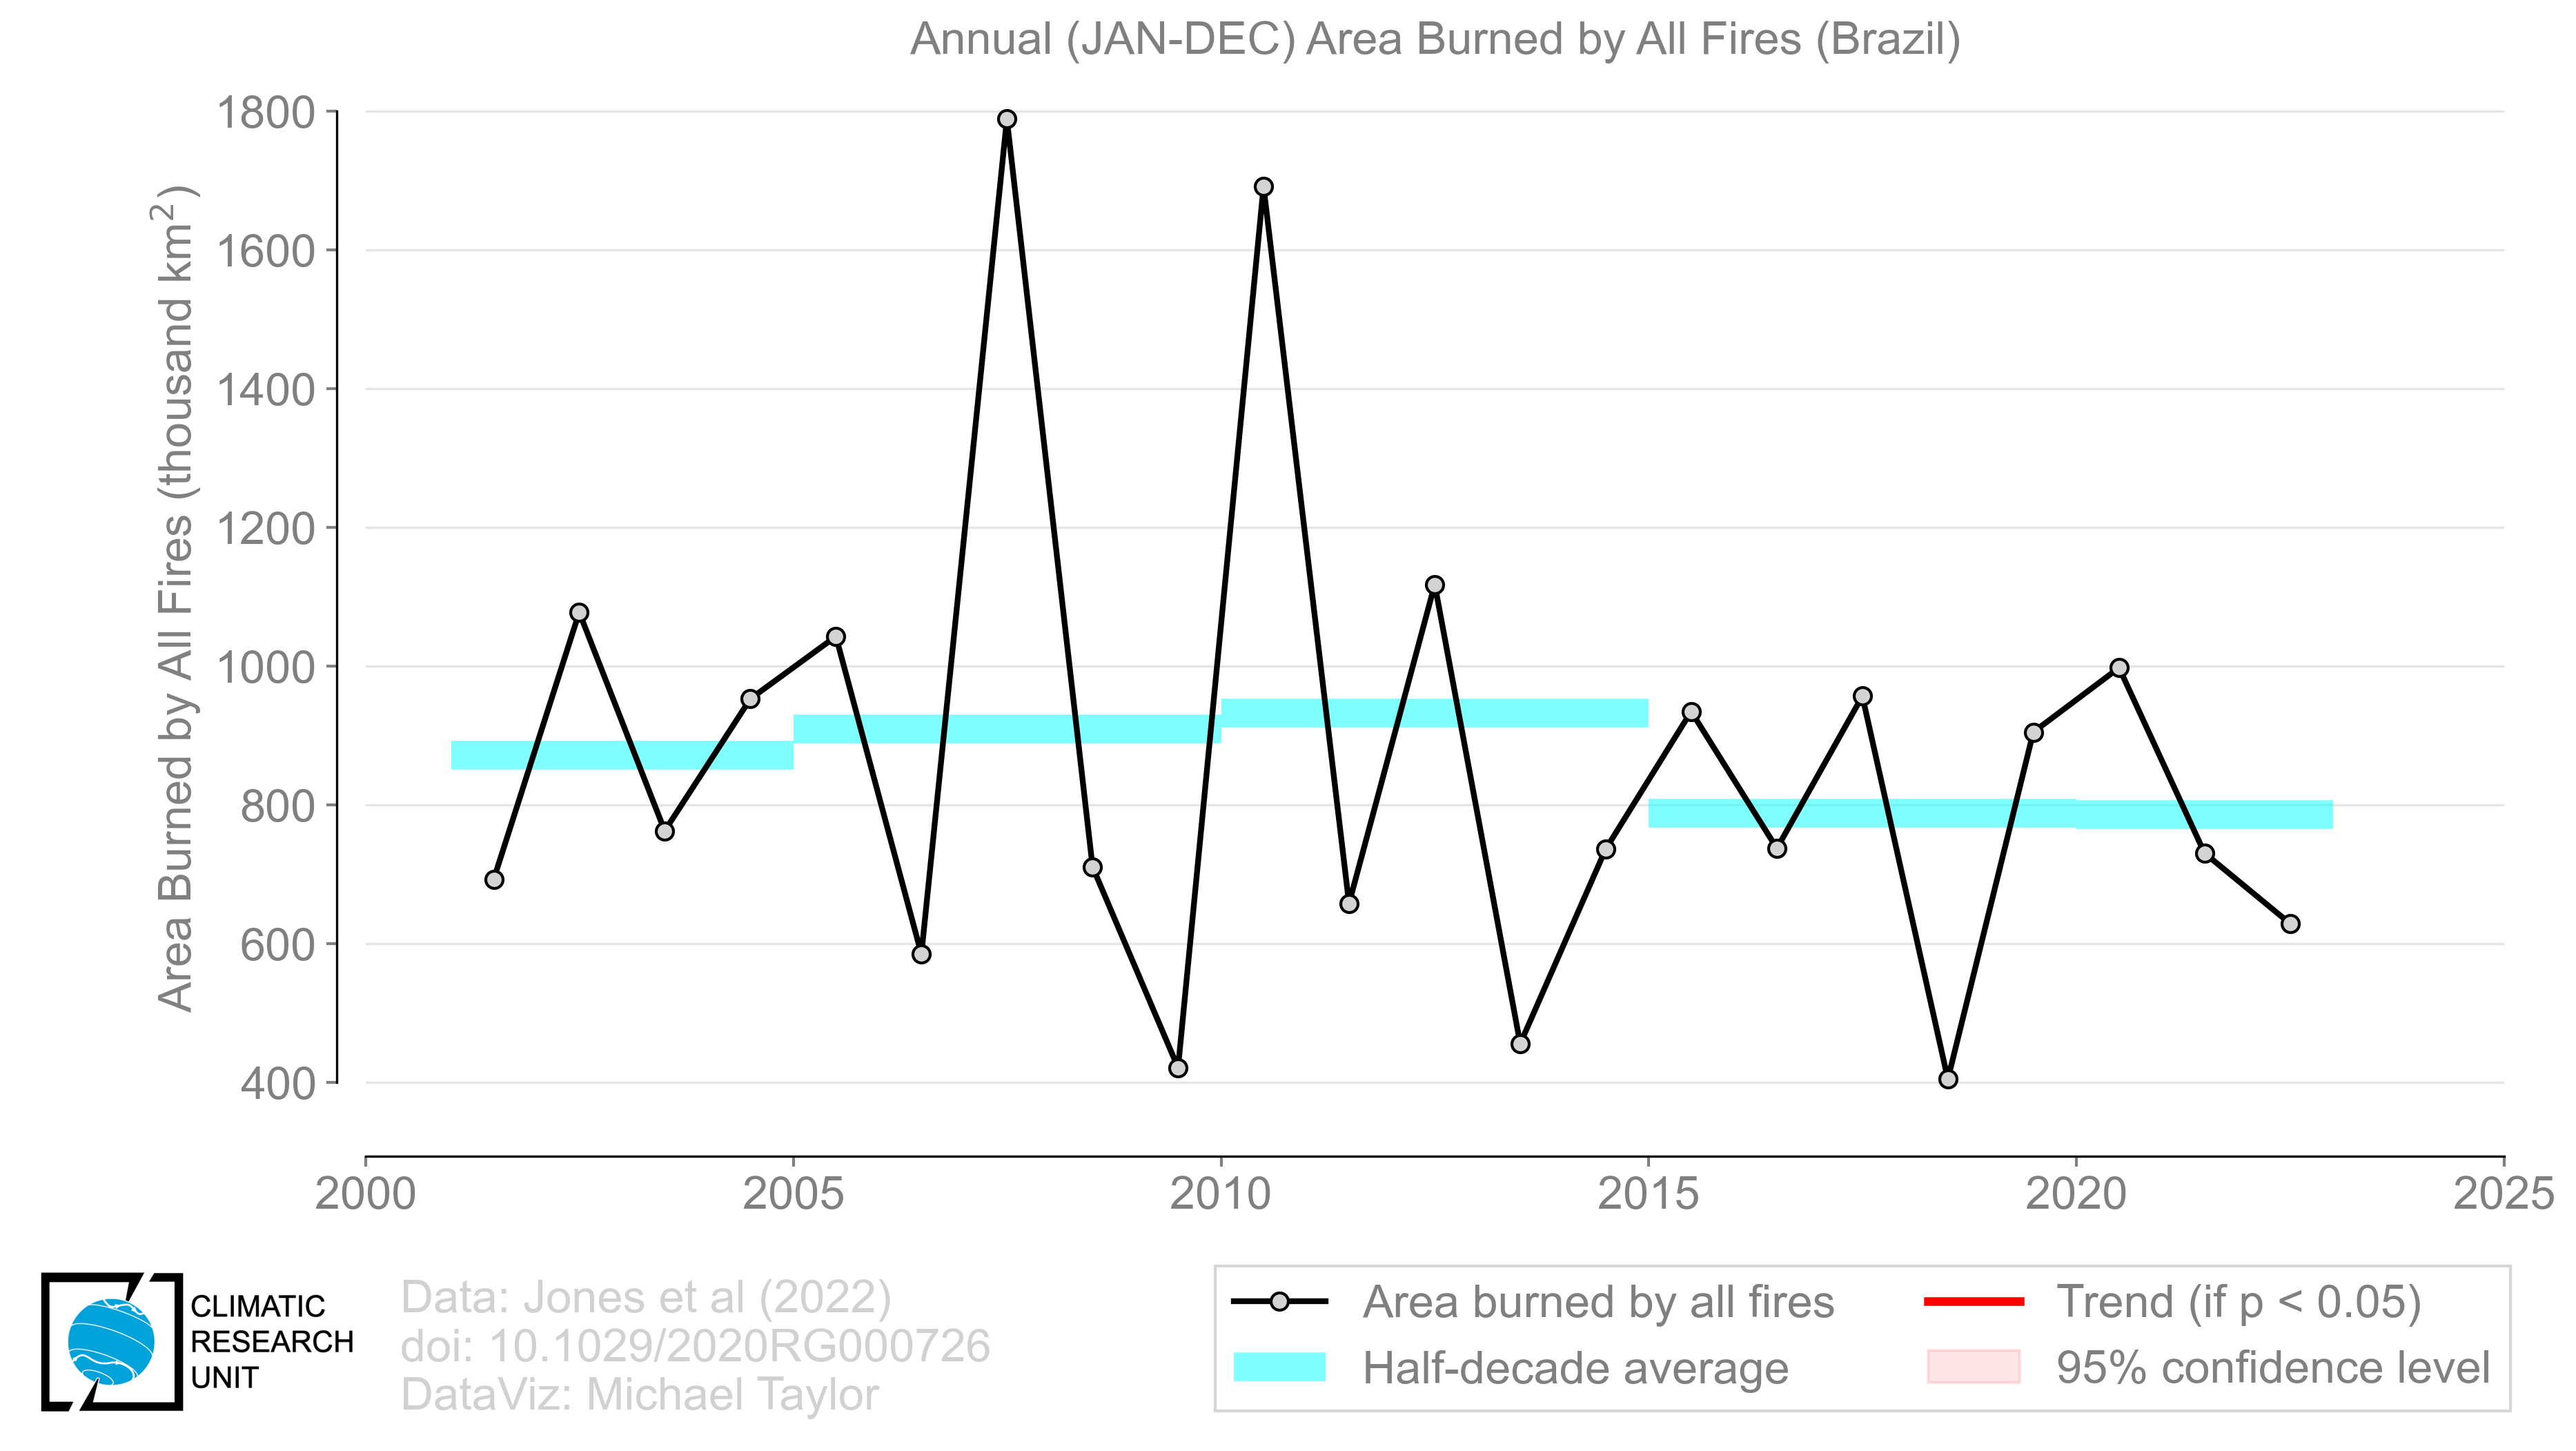 Annual (JAN-DEC) Area Burned by All Fires (Brazil)
Area Burned by All Fires (thousand km²)
1800
1600
1400
1200
1000
800
600
400
2000 2005 2010 2015 2020 2025
CLIMATIC
RESEARCH
UNIT
Data: Jones et al (2022)
doi: 10.1029/2020RG000726
DataViz: Michael Taylor
Area burned by all fires
Half-decade average
Trend (if p < 0.05)
95% confidence level